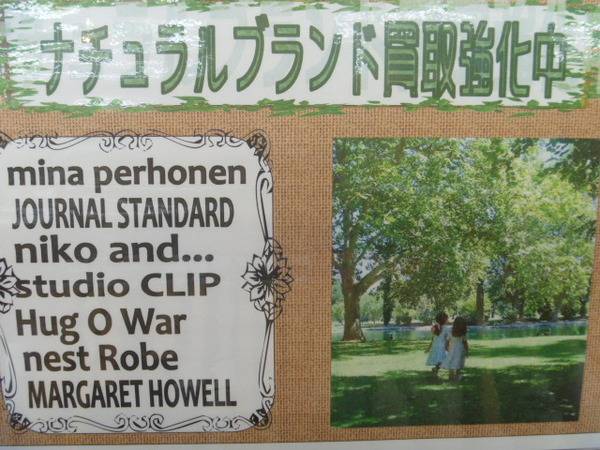 ナチュラルブランド買取強化中
mina perhonen
JOURNAL STANDARD
niko and...
studio CLIP
Hug O War
nest Robe
MARGARET HOWELL